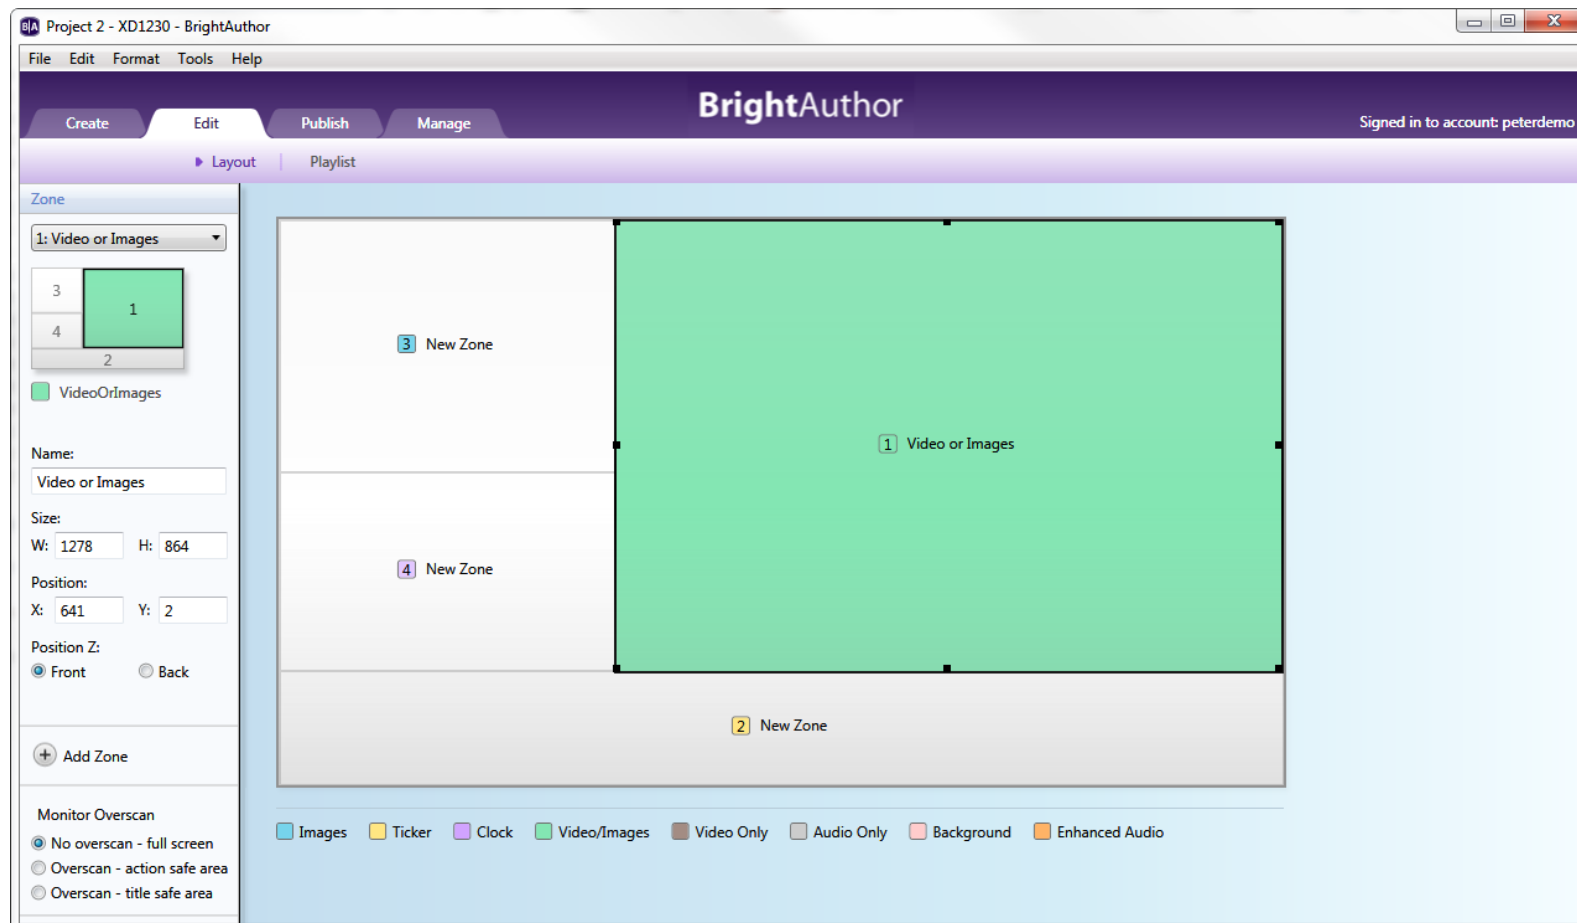 B|A Project 2 - XD1230 - BrightAuthor
File Edit Format Tools Help
BrightAuthor
Create Edit Publish Manage
Signed in to account: peterdemo
Layout Playlist
Zone
1: Video or Images
3
1
4
2
VideoOrImages
Name:
Video or Images
Size:
W: 1278 H: 864
Position:
X: 641 Y: 2
Position Z:
Front Back
Add Zone
Monitor Overscan
No overscan - full screen
Overscan - action safe area
Overscan - title safe area
3 New Zone
1 Video or Images
4 New Zone
2 New Zone
Images Ticker Clock Video/Images Video Only Audio Only Background Enhanced Audio